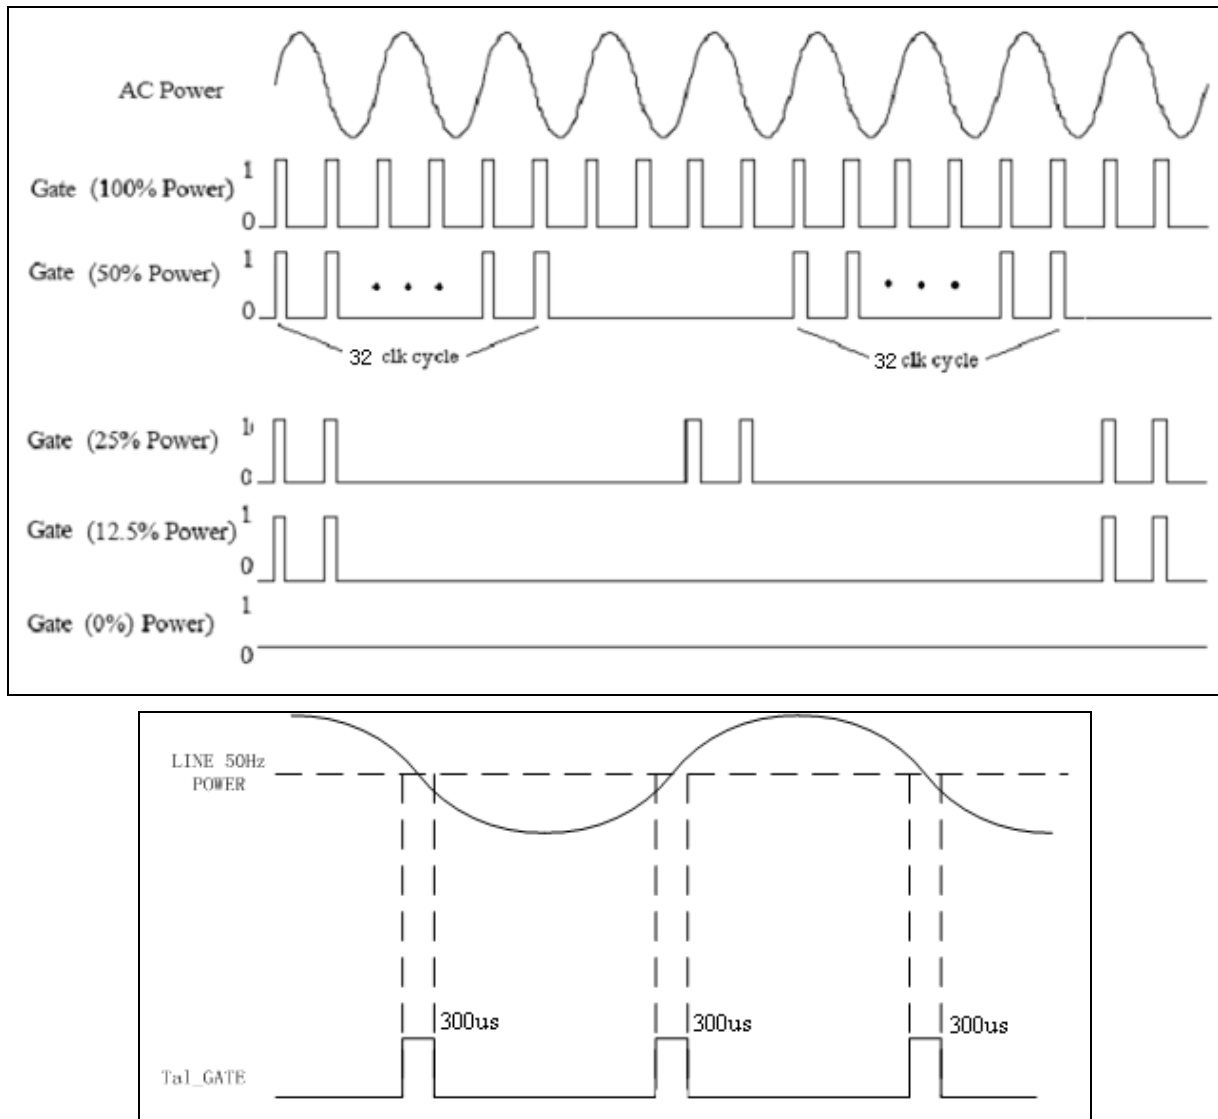 AC Power
Gate (100% Power)
1
0
Gate (50% Power)
1
0
32 clk cycle
32 clk cycle
Gate (25% Power)
1
0
Gate (12.5% Power)
1
0
Gate (0%) Power)
1
0
LINE 50Hz
POWER
300us
300us
300us
Tal_GATE